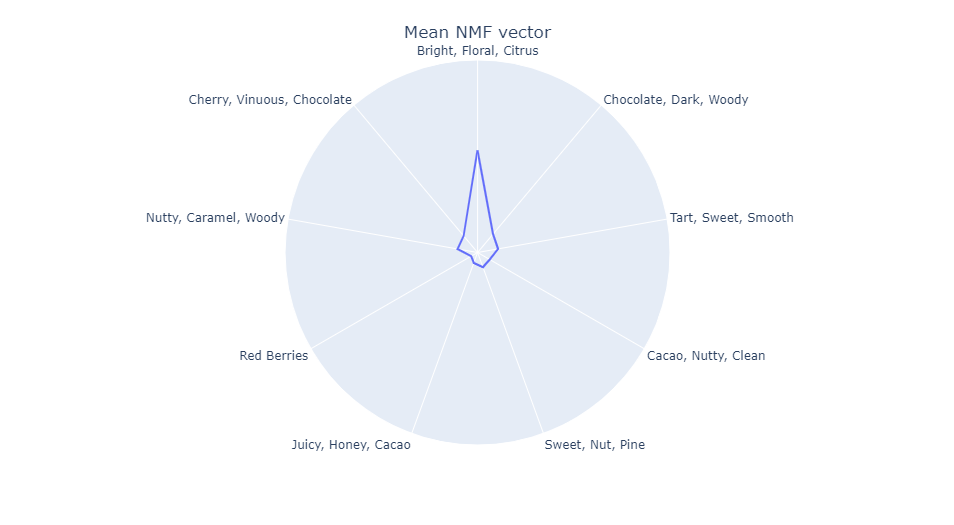 Mean NMF vector
Bright, Floral, Citrus
Cherry, Vinuous, Chocolate
Chocolate, Dark, Woody
Nutty, Caramel, Woody
Tart, Sweet, Smooth
Red Berries
Cacao, Nutty, Clean
Juicy, Honey, Cacao
Sweet, Nut, Pine